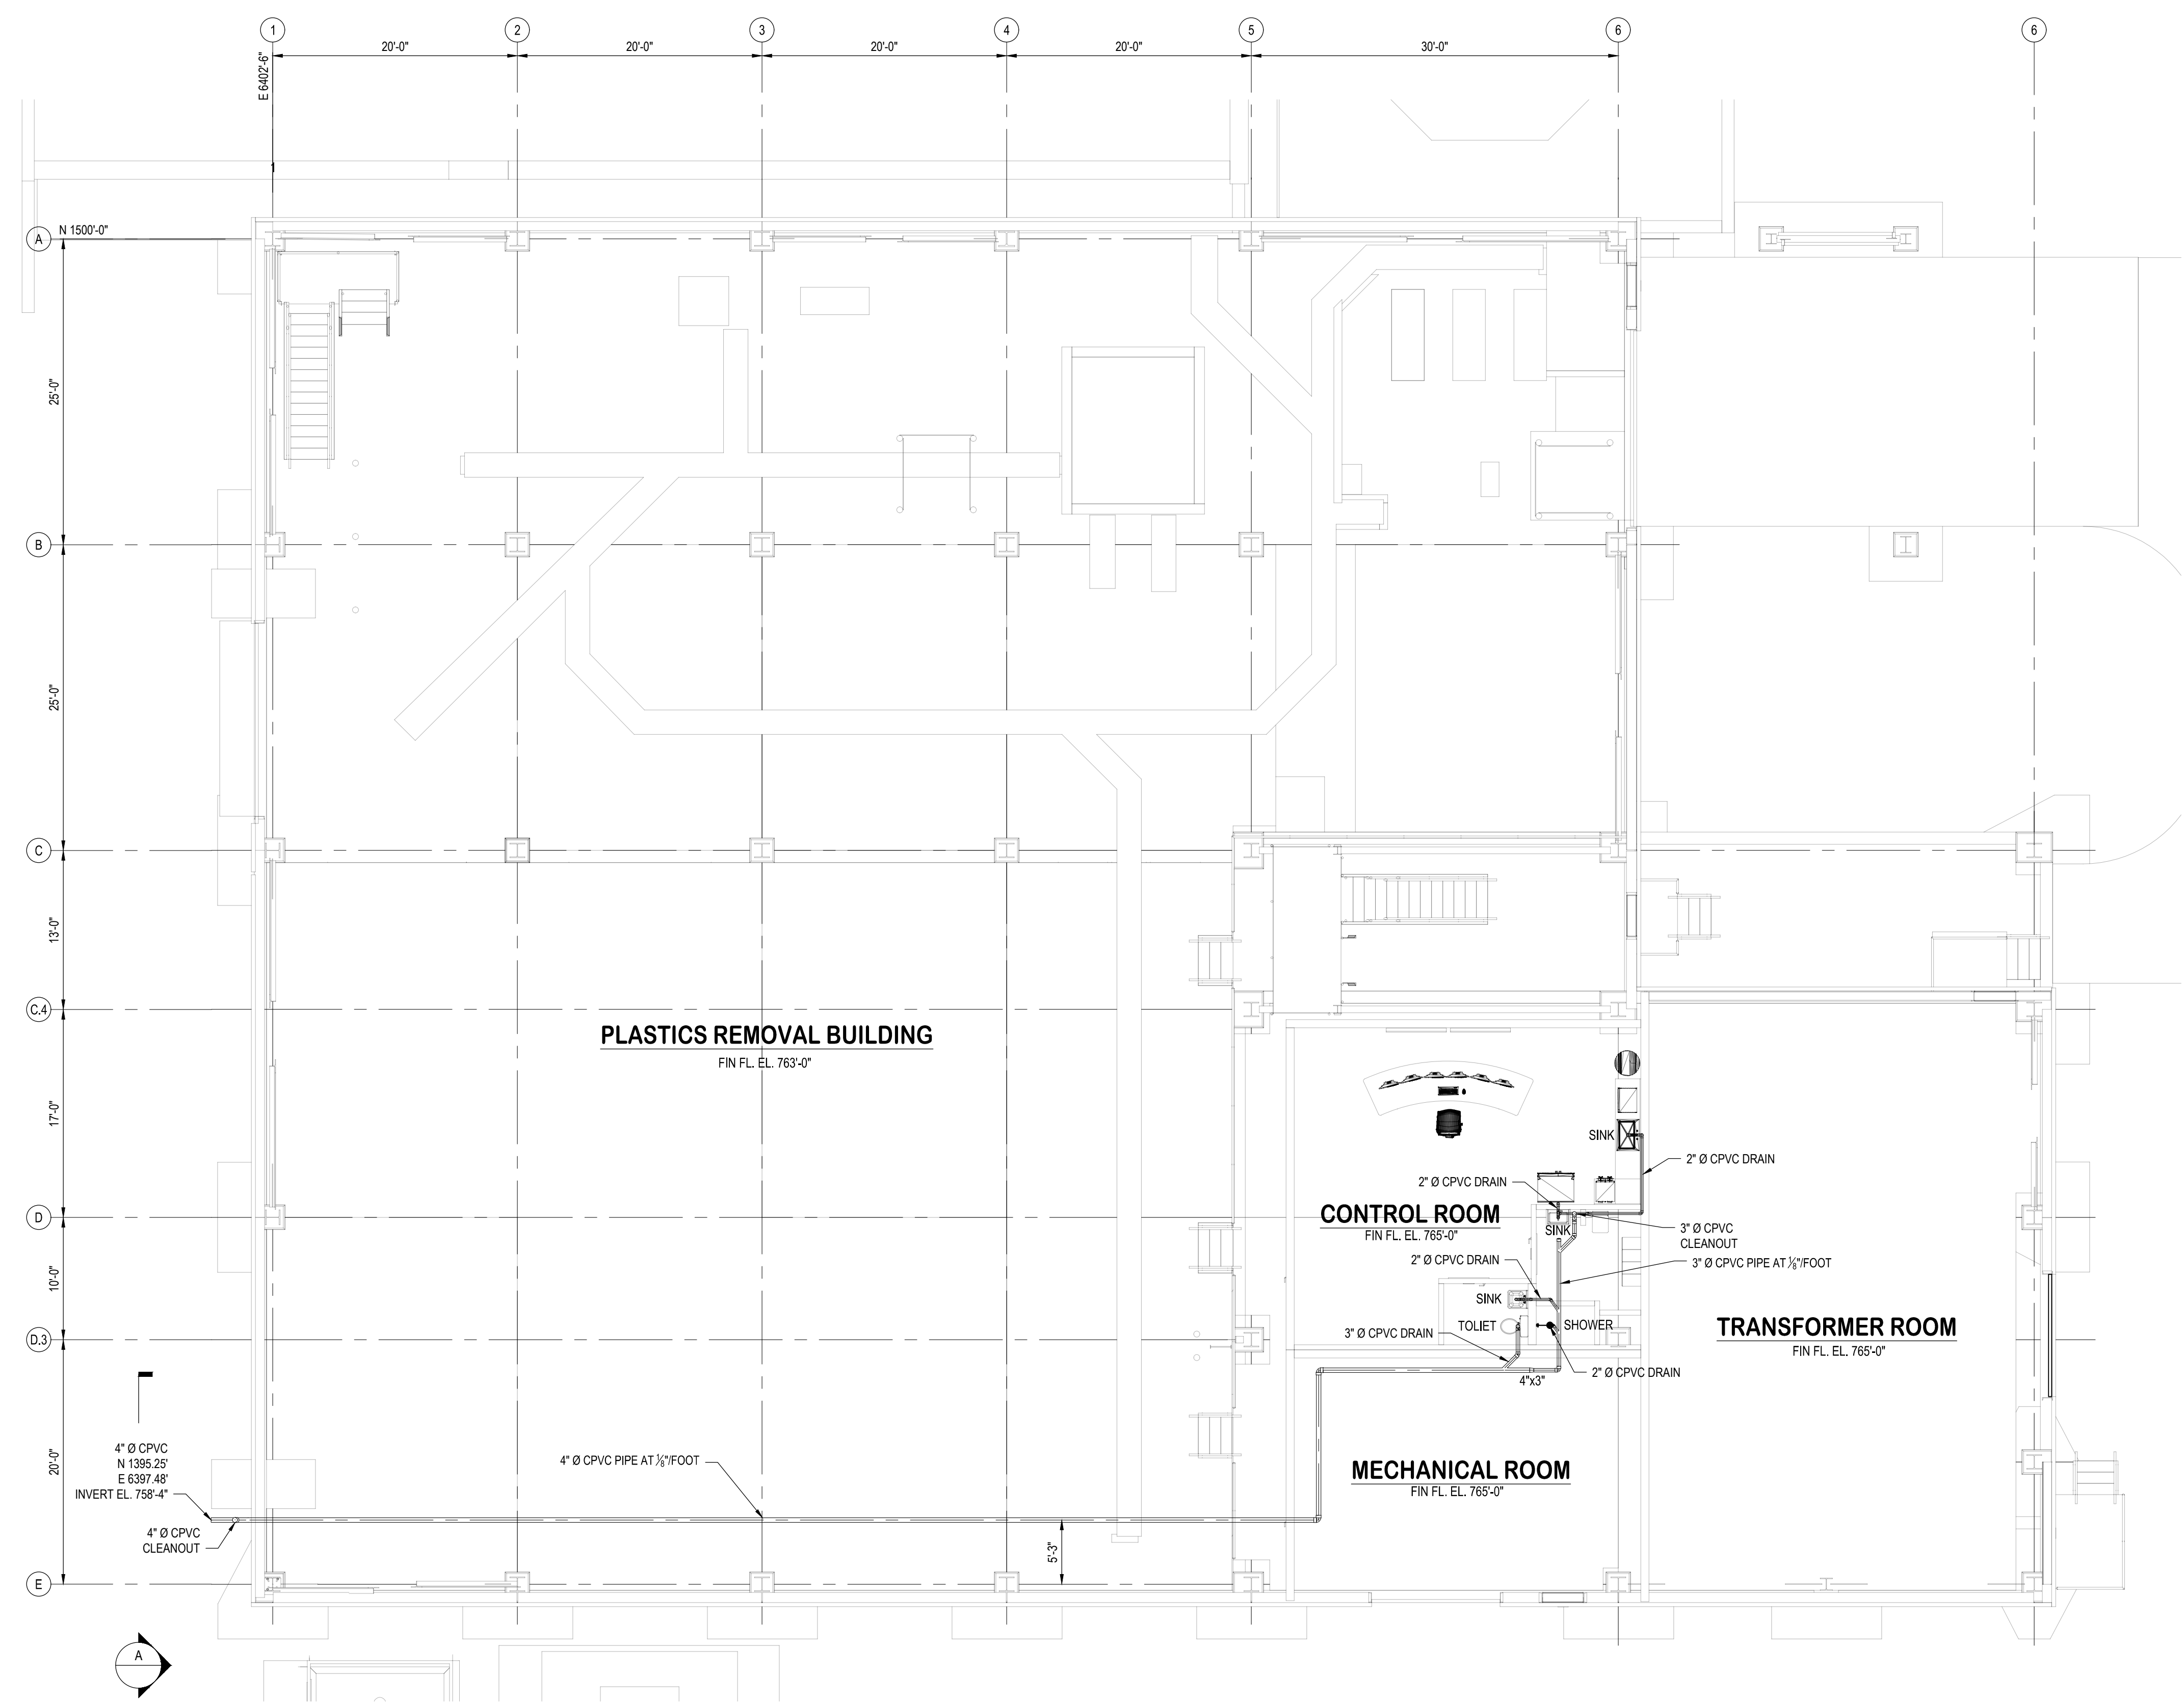 1
2
3
4
5
6
6
20'-0"
20'-0"
20'-0"
20'-0"
30'-0"
E 6402'-6"
1
A
N 1500'-0"
25'-0"
B
25'-0"
C
13'-0"
C.4
17'-0"
D
10'-0"
D.3
20'-0"
E
PLASTICS REMOVAL BUILDING
FIN FL. EL. 763'-0"
SINK
2" Ø CPVC DRAIN
2" Ø CPVC DRAIN
CONTROL ROOM
FIN FL. EL. 765'-0"
SINK
3" Ø CPVC
CLEANOUT
2" Ø CPVC DRAIN
3" Ø CPVC PIPE AT ⅛"/FOOT
SINK
TOLIET
SHOWER
3" Ø CPVC DRAIN
TRANSFORMER ROOM
FIN FL. EL. 765'-0"
2" Ø CPVC DRAIN
4"x3"
4" Ø CPVC
N 1395.25'
E 6397.48'
INVERT EL. 758'-4"
4" Ø CPVC PIPE AT ⅛"/FOOT
MECHANICAL ROOM
FIN FL. EL. 765'-0"
4" Ø CPVC
CLEANOUT
5'-3"
A